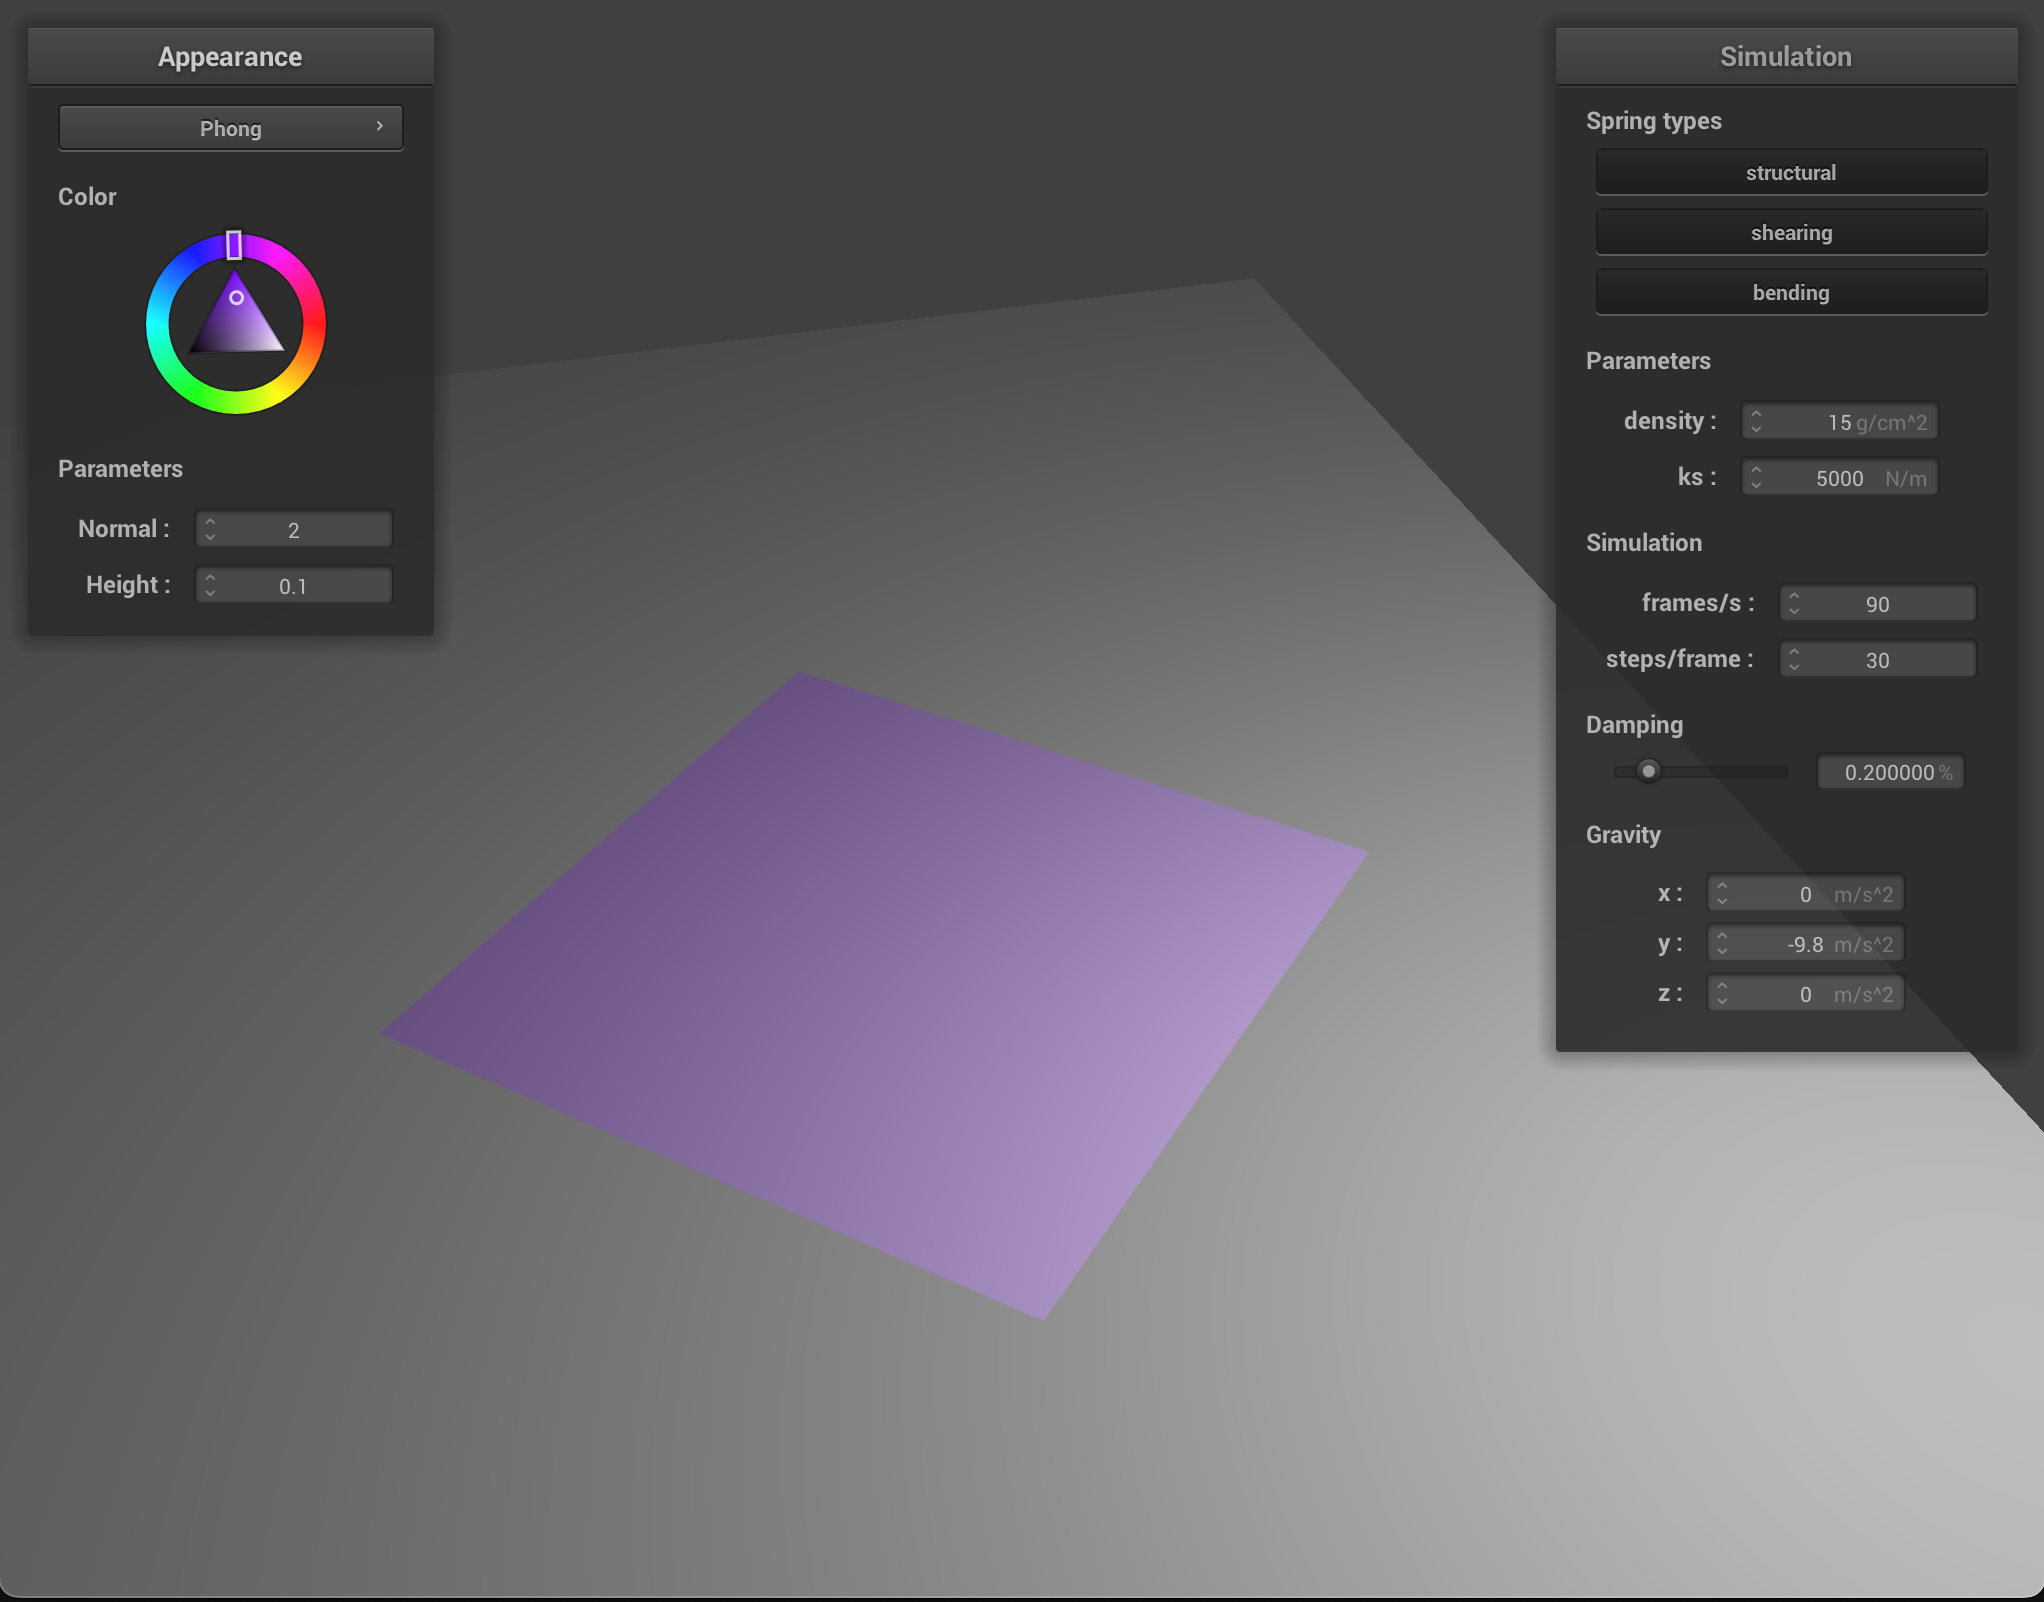 Appearance
Phong
Color
Parameters
Normal : 2
Height : 0.1
Simulation
Spring types
structural
shearing
bending
Parameters
density : 15 g/cm^2
ks : 5000 N/m
Simulation
frames/s : 90
steps/frame : 30
Damping
0.200000 %
Gravity
x : 0 m/s^2
y : -9.8 m/s^2
z : 0 m/s^2